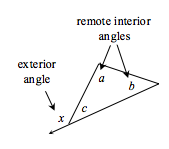 remote interior
angles
exterior
angle
a
b
c
x